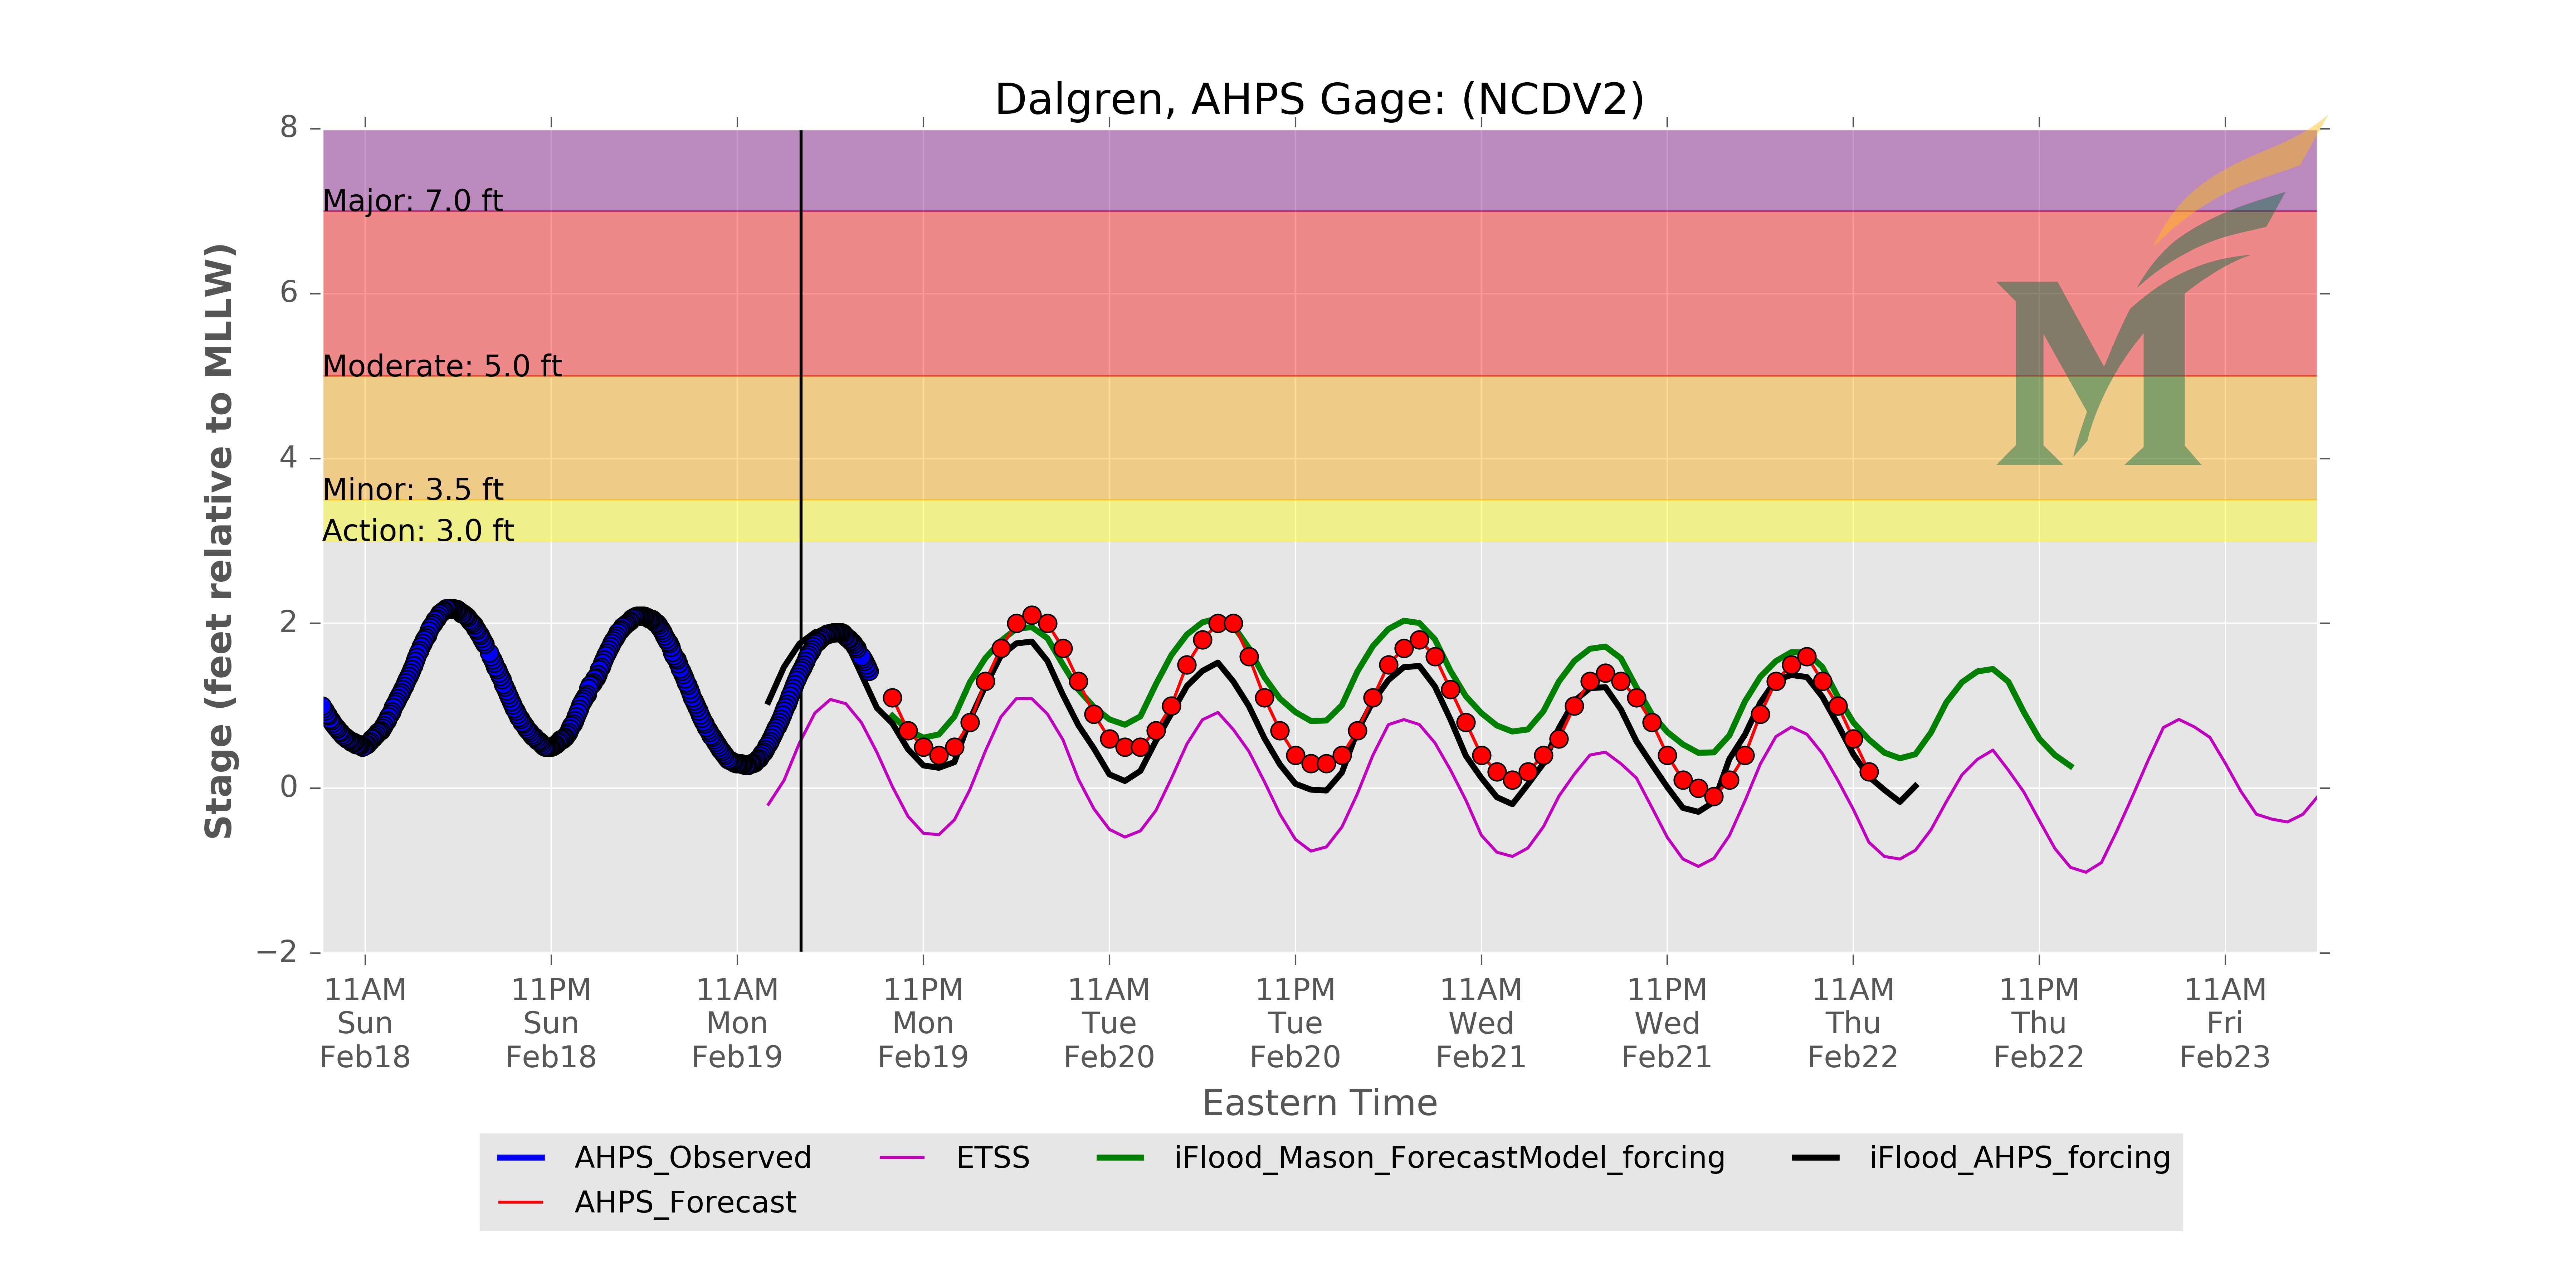 Dalgren, AHPS Gage: (NCDV2)
8
6
4
2
0
−2
Stage (feet relative to MLLW)
Major: 7.0 ft
Moderate: 5.0 ft
Minor: 3.5 ft
Action: 3.0 ft
M
11AM
Sun
Feb18
11PM
Sun
Feb18
11AM
Mon
Feb19
11PM
Mon
Feb19
11AM
Tue
Feb20
11PM
Tue
Feb20
11AM
Wed
Feb21
11PM
Wed
Feb21
11AM
Thu
Feb22
11PM
Thu
Feb22
11AM
Fri
Feb23
Eastern Time
AHPS_Observed
AHPS_Forecast
ETSS
iFlood_Mason_ForecastModel_forcing
iFlood_AHPS_forcing